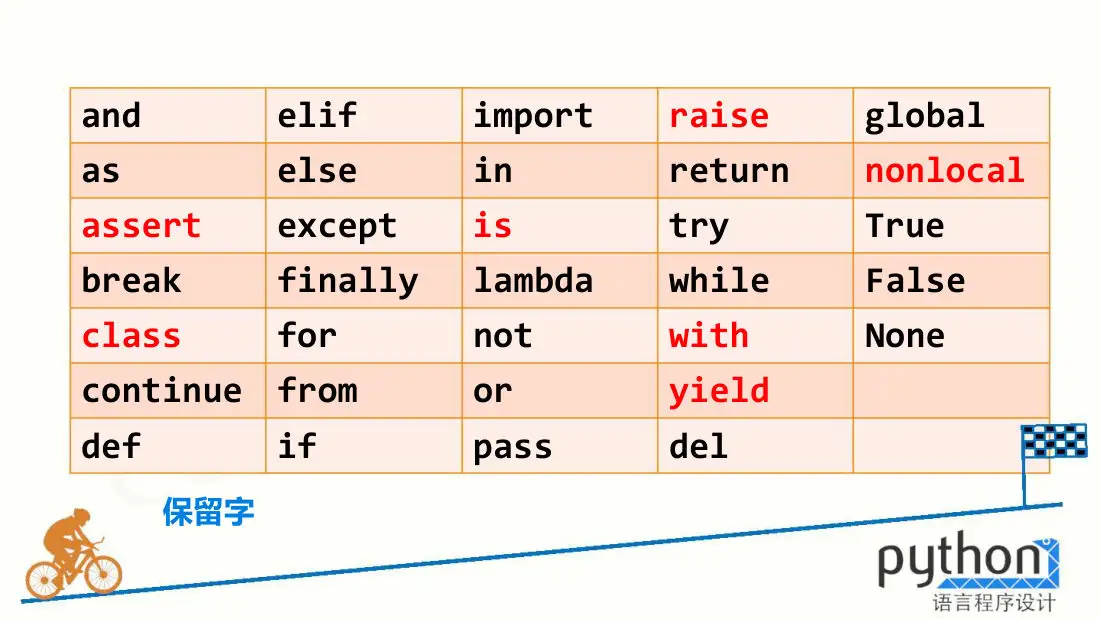 and elif import raise global
as else in return nonlocal
assert except is try True
break finally lambda while False
class for not with None
continue from or yield
def if pass del
保留字
python
语言程序设计